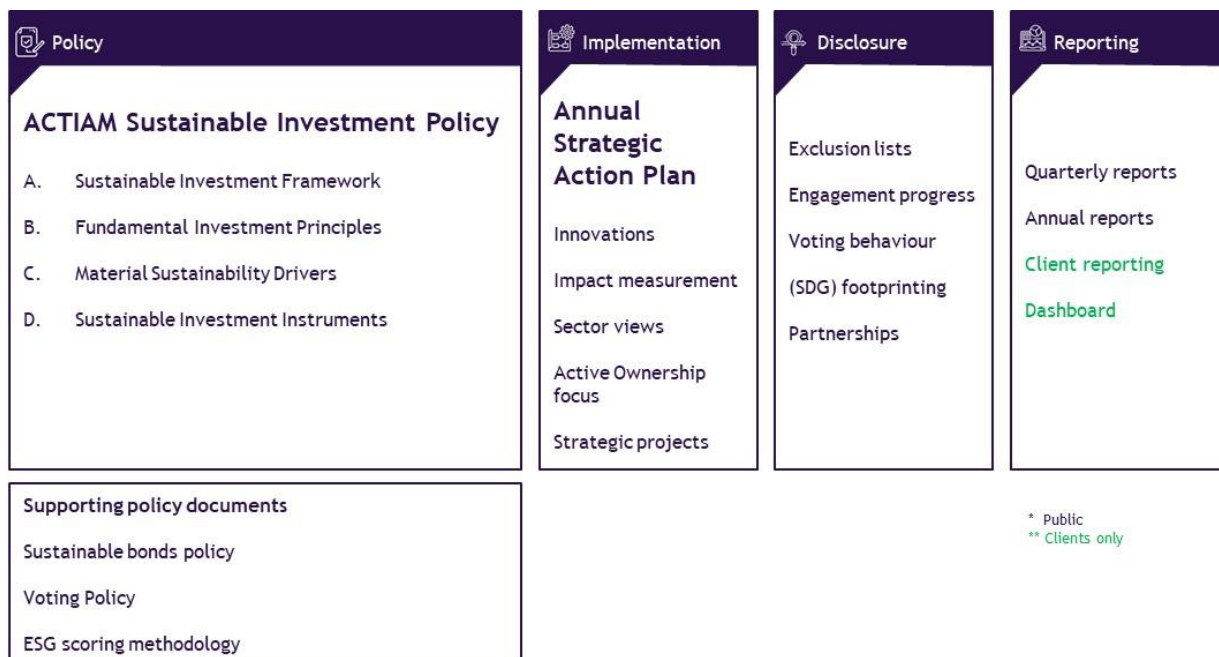 Policy
ACTIAM Sustainable Investment Policy
A. Sustainable Investment Framework
B. Fundamental Investment Principles
C. Material Sustainability Drivers
D. Sustainable Investment Instruments
Supporting policy documents
Sustainable bonds policy
Voting Policy
ESG scoring methodology
Implementation
Annual
Strategic
Action Plan
Innovations
Impact measurement
Sector views
Active Ownership
focus
Strategic projects
Disclosure
Exclusion lists
Engagement progress
Voting behaviour
(SDG) footprinting
Partnerships
Reporting
Quarterly reports
Annual reports
Client reporting
Dashboard
* Public
** Clients only